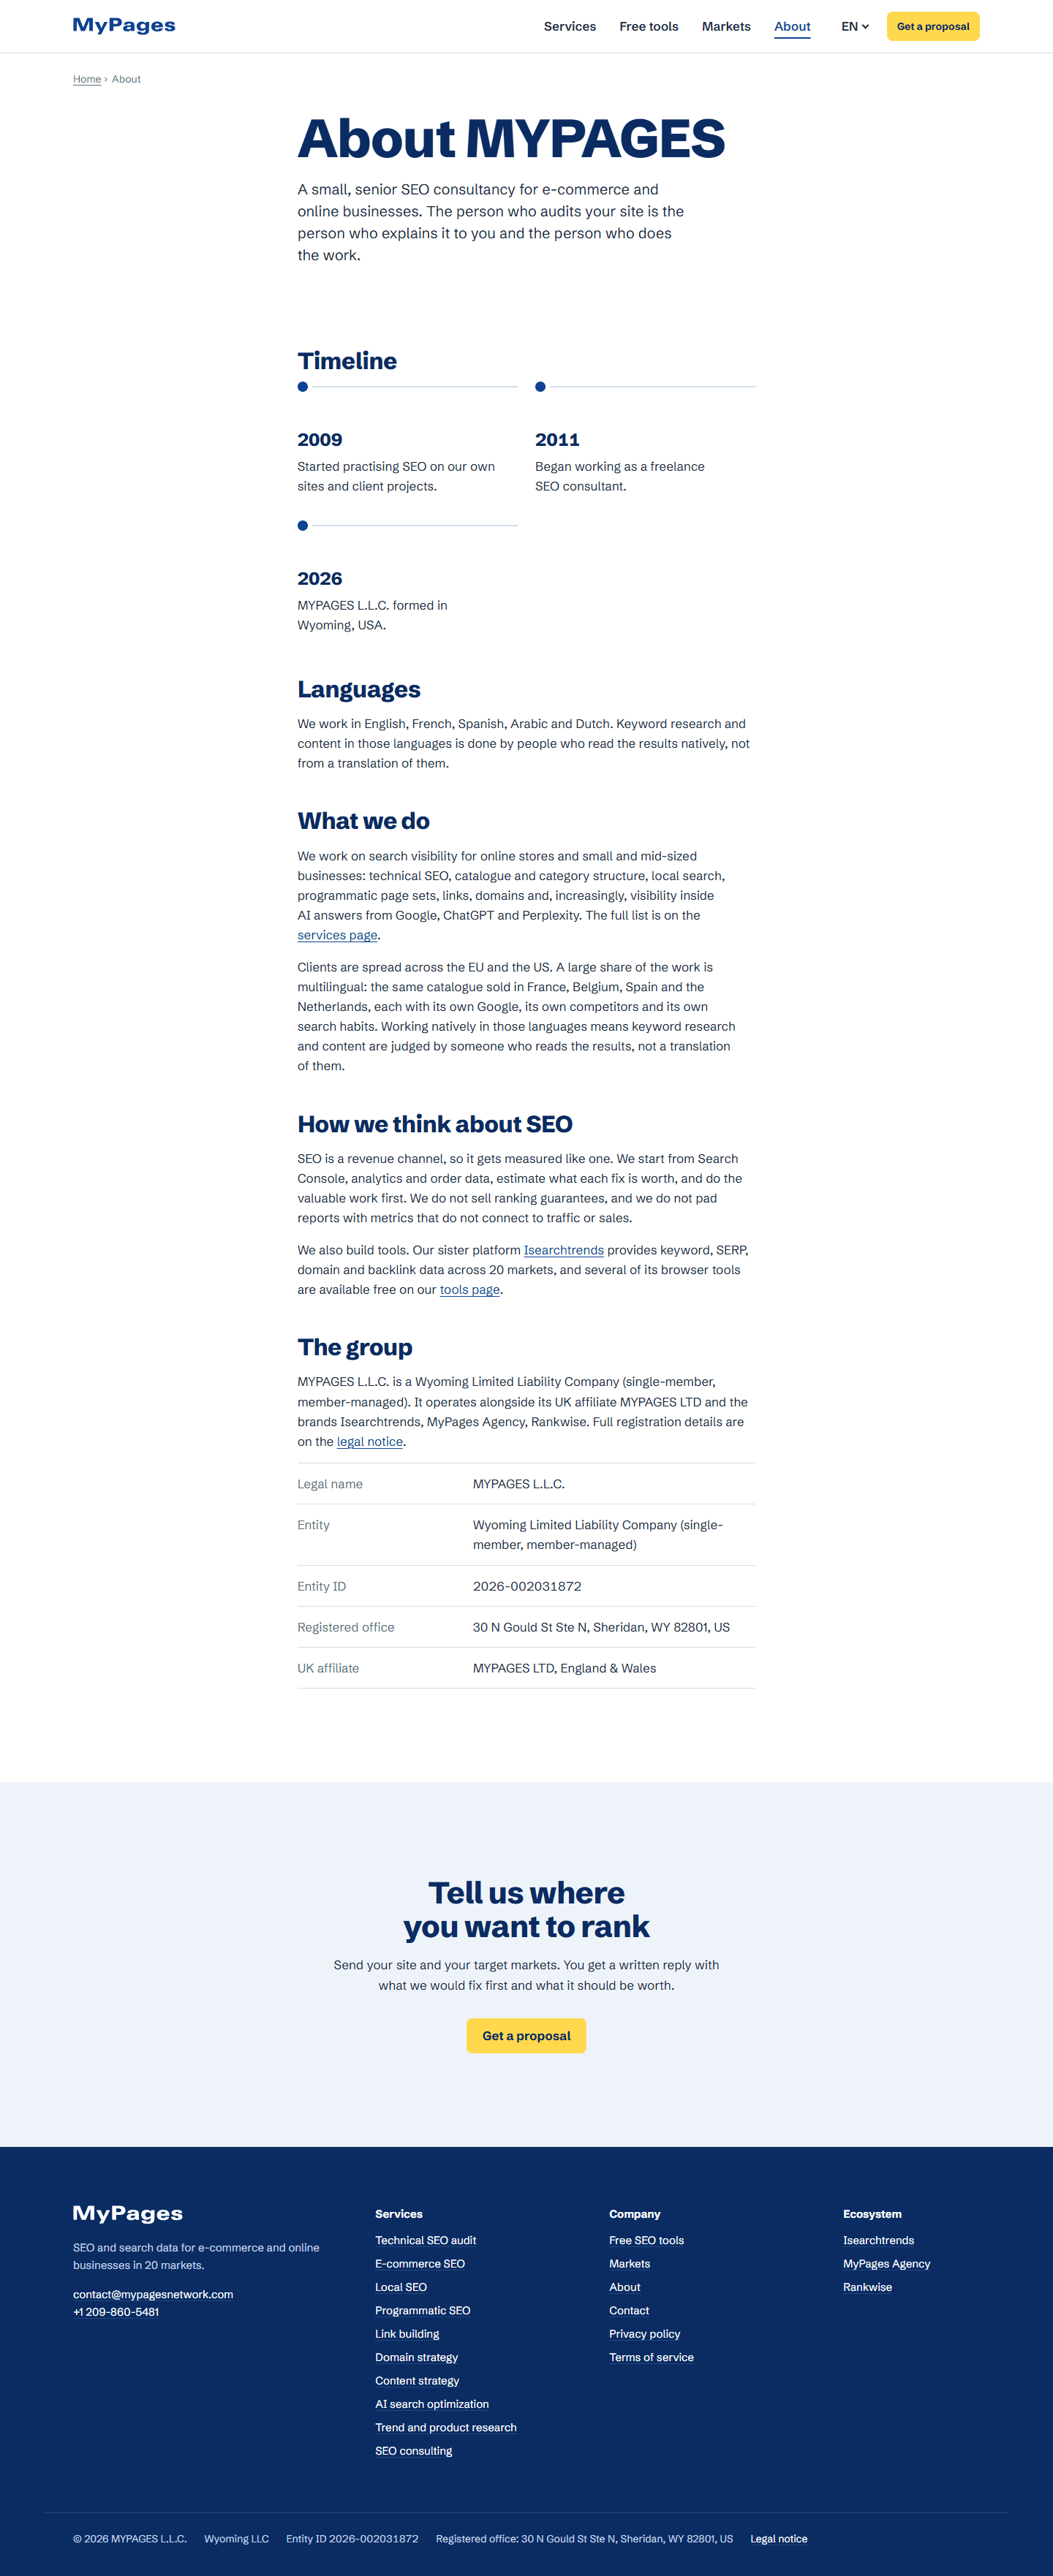 MyPages
Services Free tools Markets About EN Get a proposal
Home › About
About MYPAGES
A small, senior SEO consultancy for e-commerce and
online businesses. The person who audits your site is the
person who explains it to you and the person who does
the work.
Timeline
2009
Started practising SEO on our own
sites and client projects.
2011
Began working as a freelance
SEO consultant.
2026
MYPAGES L.L.C. formed in
Wyoming, USA.
Languages
We work in English, French, Spanish, Arabic and Dutch. Keyword research and
content in those languages is done by people who read the results natively, not
from a translation of them.
What we do
We work on search visibility for online stores and small and mid-sized
businesses: technical SEO, catalogue and category structure, local search,
programmatic page sets, links, domains and, increasingly, visibility inside
AI answers from Google, ChatGPT and Perplexity. The full list is on the
services page.
Clients are spread across the EU and the US. A large share of the work is
multilingual: the same catalogue sold in France, Belgium, Spain and the
Netherlands, each with its own Google, its own competitors and its own
search habits. Working natively in those languages means keyword research
and content are judged by someone who reads the results, not a translation
of them.
How we think about SEO
SEO is a revenue channel, so it gets measured like one. We start from Search
Console, analytics and order data, estimate what each fix is worth, and do the
valuable work first. We do not sell ranking guarantees, and we do not pad
reports with metrics that do not connect to traffic or sales.
We also build tools. Our sister platform Isearchtrends provides keyword, SERP,
domain and backlink data across 20 markets, and several of its browser tools
are available free on our tools page.
The group
MYPAGES L.L.C. is a Wyoming Limited Liability Company (single-member,
member-managed). It operates alongside its UK affiliate MYPAGES LTD and the
brands Isearchtrends, MyPages Agency, Rankwise. Full registration details are
on the legal notice.
Legal name MYPAGES L.L.C.
Entity Wyoming Limited Liability Company (single-
member, member-managed)
Entity ID 2026-002031872
Registered office 30 N Gould St Ste N, Sheridan, WY 82801, US
UK affiliate MYPAGES LTD, England & Wales
Tell us where
you want to rank
Send your site and your target markets. You get a written reply with
what we would fix first and what it should be worth.
Get a proposal
MyPages
SEO and search data for e-commerce and online
businesses in 20 markets.
contact@mypagesnetwork.com
+1 209-860-5481
Services
Technical SEO audit
E-commerce SEO
Local SEO
Programmatic SEO
Link building
Domain strategy
Content strategy
AI search optimization
Trend and product research
SEO consulting
Company
Free SEO tools
Markets
About
Contact
Privacy policy
Terms of service
Ecosystem
Isearchtrends
MyPages Agency
Rankwise
© 2026 MYPAGES L.L.C. Wyoming LLC Entity ID 2026-002031872 Registered office: 30 N Gould St Ste N, Sheridan, WY 82801, US Legal notice